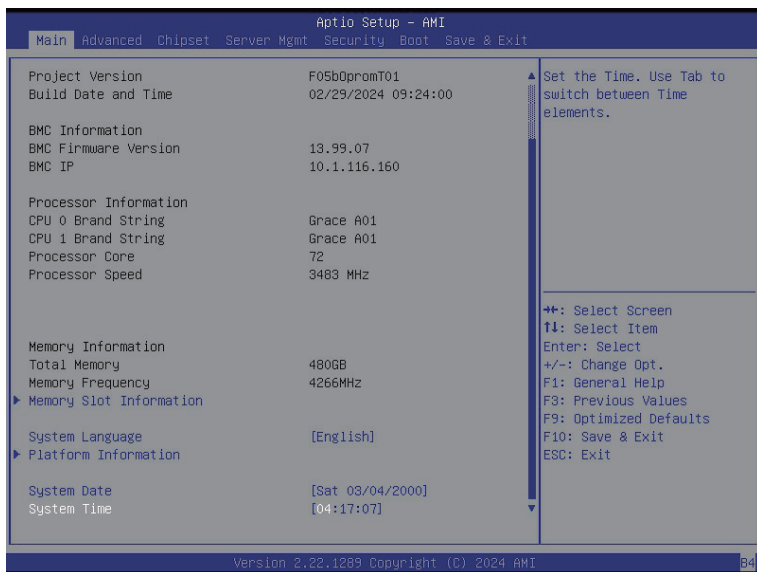 Aptio Setup - AMI
Main Advanced Chipset Server Mgmt Security Boot Save & Exit
Project Version F05b0promT01
Build Date and Time 02/29/2024 09:24:00
BMC Information
BMC Firmware Version 13.99.07
BMC IP 10.1.116.160
Processor Information
CPU 0 Brand String Grace A01
CPU 1 Brand String Grace A01
Processor Core 72
Processor Speed 3483 MHz
Memory Information
Total Memory 480GB
Memory Frequency 4266MHz
Memory Slot Information
System Language [English]
Platform Information
System Date [Sat 03/04/2000]
System Time [04:17:07]
Set the Time. Use Tab to
switch between Time
elements.
→←: Select Screen
↑↓: Select Item
Enter: Select
+/-: Change Opt.
F1: General Help
F3: Previous Values
F9: Optimized Defaults
F10: Save & Exit
ESC: Exit
Version 2.22.1289 Copyright (C) 2024 AMI
B4